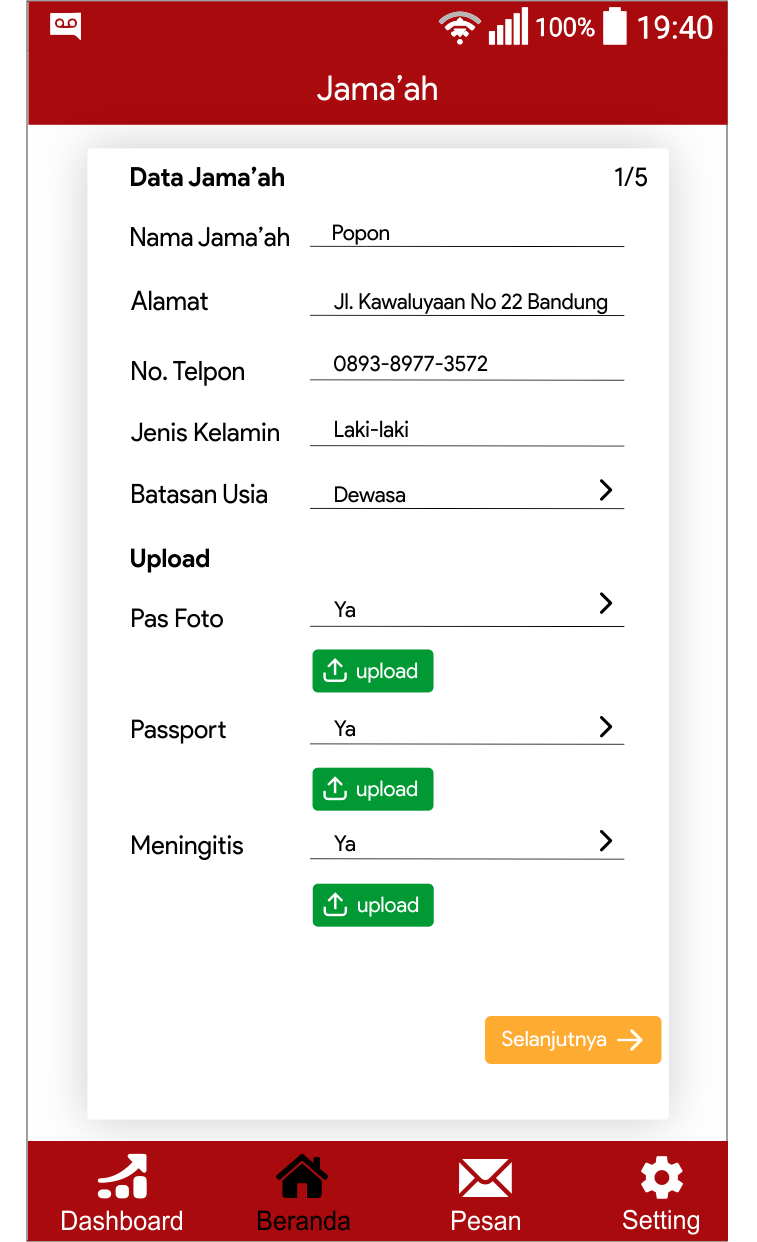 100% 19:40
Jama’ah
Data Jama’ah 1/5
Nama Jama’ah Popon
Alamat Jl. Kawaluyaan No 22 Bandung
No. Telpon 0893-8977-3572
Jenis Kelamin Laki-laki
Batasan Usia Dewasa
Upload
Pas Foto Ya
upload
Passport Ya
upload
Meningitis Ya
upload
Selanjutnya
Dashboard Beranda Pesan Setting